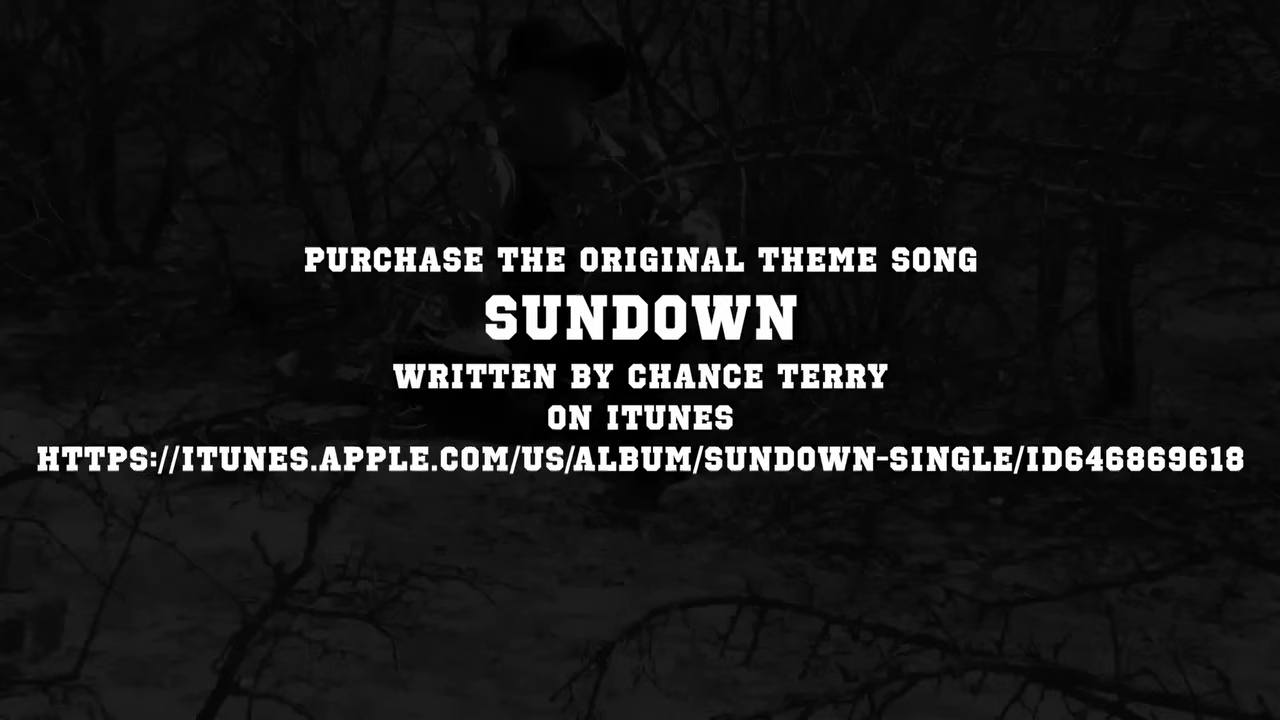 PURCHASE THE ORIGINAL THEME SONG
SUNDOWN
WRITTEN BY CHANCE TERRY
ON ITUNES
HTTPS://ITUNES.APPLE.COM/US/ALBUM/SUNDOWN-SINGLE/ID646869618